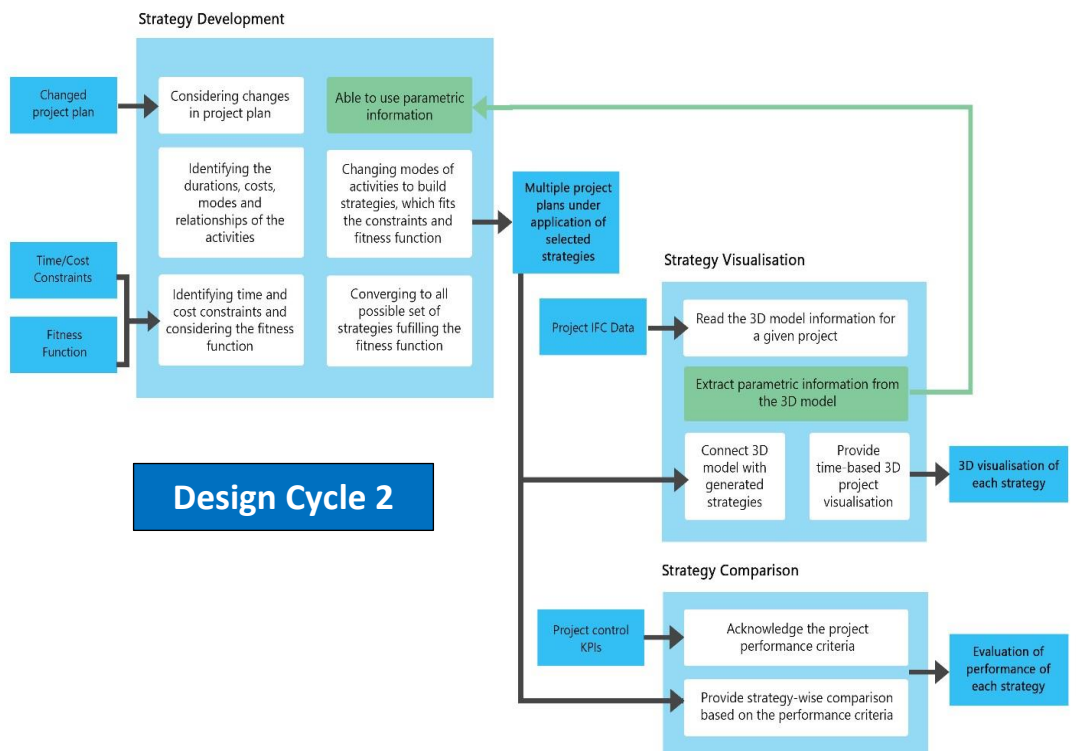 Strategy Development
Changed
project plan
Considering changes
in project plan
Able to use parametric
information
Identifying the
durations, costs,
modes and
relationships of the
activities
Changing modes of
activities to build
strategies, which fits
the constraints and
fitness function
Multiple project
plans under
application of
selected
strategies
Time/Cost
Constraints
Fitness
Function
Identifying time and
cost constraints and
considering the fitness
function
Converging to all
possible set of
strategies fufilling the
fitness function
Strategy Visualisation
Project IFC Data
Read the 3D model information for
a given project
Extract parametric information from
the 3D model
Connect 3D
model with
generated
strategies
Provide
time-based 3D
project
visualisation
3D visualisation of
each strategy
Design Cycle 2
Strategy Comparison
Project control
KPIs
Acknowledge the project
performance criteria
Provide strategy-wise comparison
based on the performance criteria
Evaluation of
performance of
each strategy